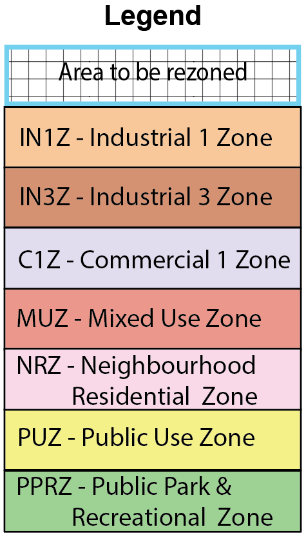 Legend
Area to be rezoned
IN1Z - Industrial 1 Zone
IN3Z - Industrial 3 Zone
C1Z - Commercial 1 Zone
MUZ - Mixed Use Zone
NRZ - Neighbourhood
Residential Zone
PUZ - Public Use Zone
PPRZ - Public Park &
Recreational Zone